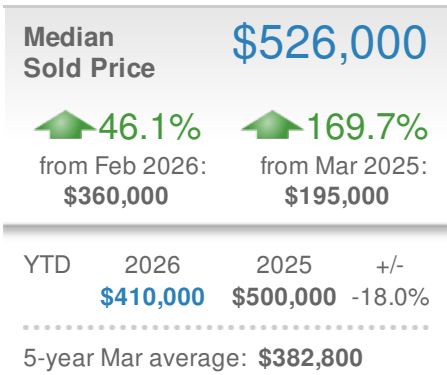 Median
Sold Price
$526,000
46.1% 169.7%
from Feb 2026: from Mar 2025:
$360,000 $195,000
YTD 2026 2025 +/-
$410,000 $500,000 -18.0%
5-year Mar average: $382,800